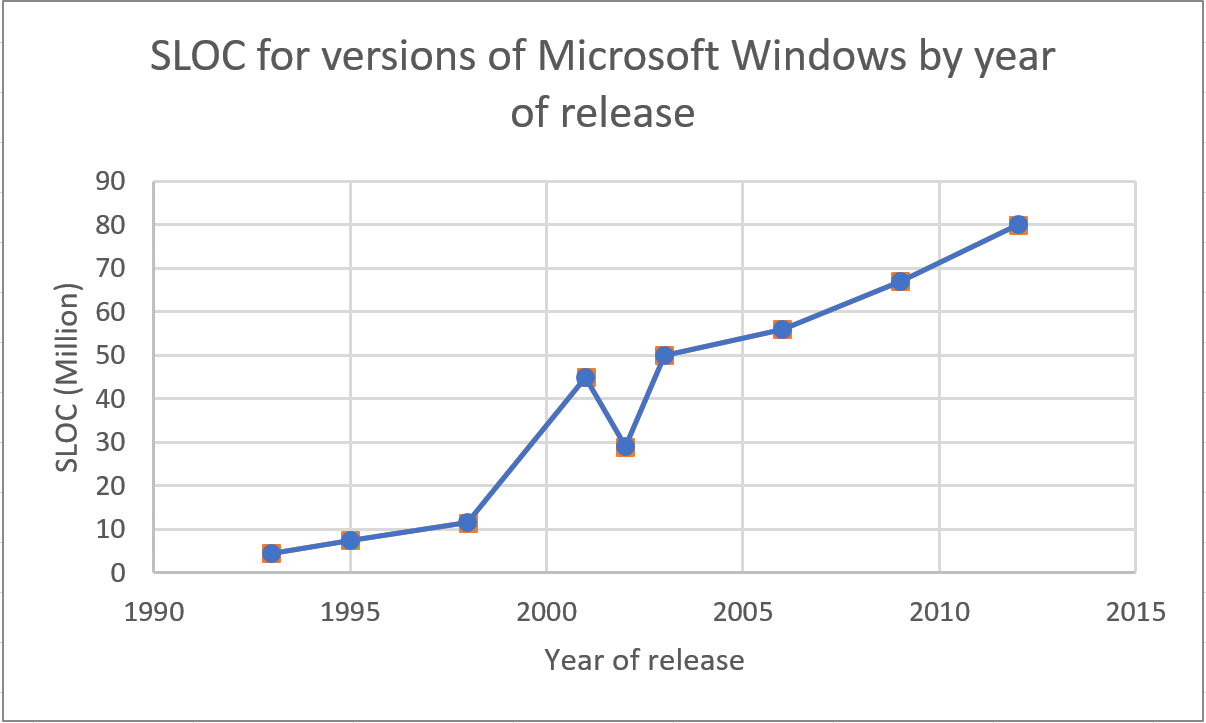 SLOC for versions of Microsoft Windows by year
of release
SLOC (Million)
90
80
70
60
50
40
30
20
10
0
1990 1995 2000 2005 2010 2015
Year of release